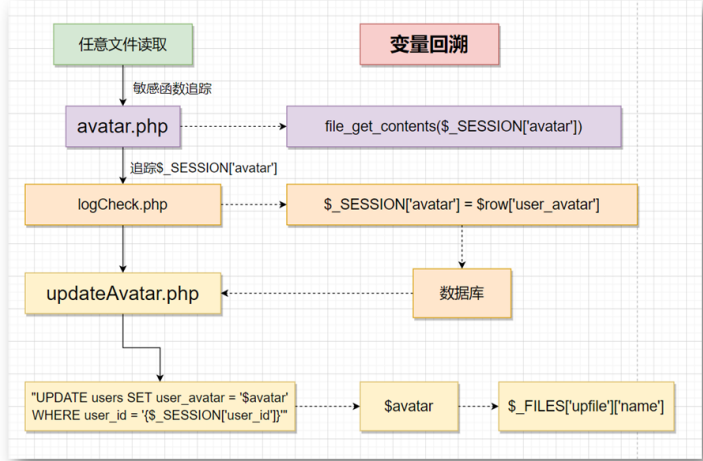 任意文件读取
变量回溯
敏感函数追踪
avatar.php
file_get_contents($_SESSION['avatar'])
追踪$_SESSION['avatar']
logCheck.php
$_SESSION['avatar'] = $row['user_avatar']
updateAvatar.php
数据库
"UPDATE users SET user_avatar = '$avatar'
WHERE user_id = '{$_SESSION['user_id']}'"
$avatar
$_FILES['upfile']['name']